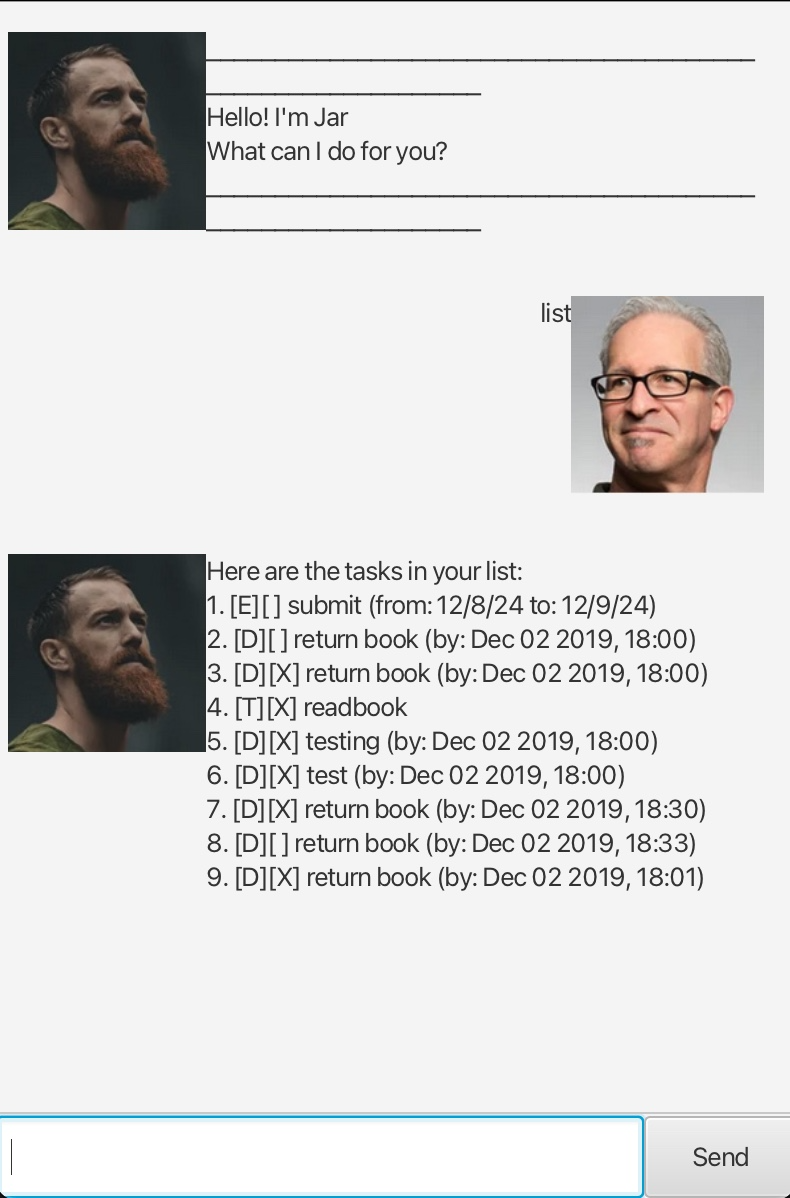 Hello! I'm Jar
What can I do for you?
list
Here are the tasks in your list:
1. [E][ ] submit (from: 12/8/24 to: 12/9/24)
2. [D][ ] return book (by: Dec 02 2019, 18:00)
3. [D][X] return book (by: Dec 02 2019, 18:00)
4. [T][X] readbook
5. [D][X] testing (by: Dec 02 2019, 18:00)
6. [D][X] test (by: Dec 02 2019, 18:00)
7. [D][X] return book (by: Dec 02 2019, 18:30)
8. [D][ ] return book (by: Dec 02 2019, 18:33)
9. [D][X] return book (by: Dec 02 2019, 18:01)
Send